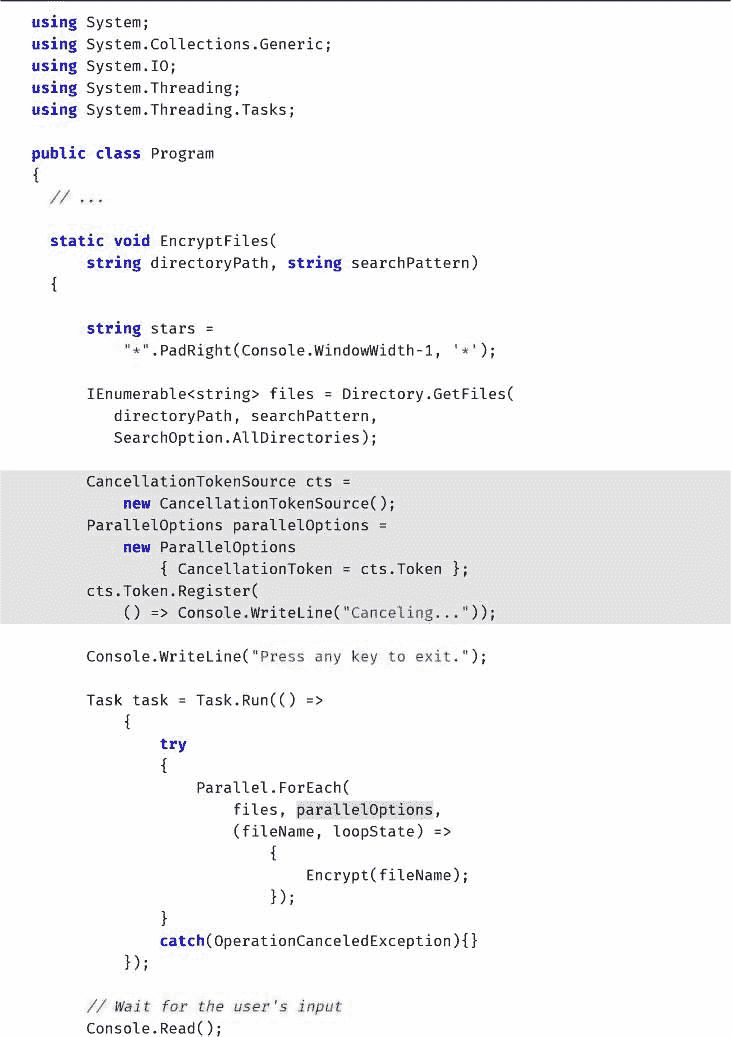 using System;
using System.Collections.Generic;
using System.IO;
using System.Threading;
using System.Threading.Tasks;
public class Program
{
// ...
static void EncryptFiles(
string directoryPath, string searchPattern)
{
string stars =
"*".PadRight(Console.WindowWidth-1, '*');
IEnumerable<string> files = Directory.GetFiles(
directoryPath, searchPattern,
SearchOption.AllDirectories);
CancellationTokenSource cts =
new CancellationTokenSource();
ParallelOptions parallelOptions =
new ParallelOptions
{ CancellationToken = cts.Token };
cts.Token.Register(
() => Console.WriteLine("Canceling..."));
Console.WriteLine("Press any key to exit.");
Task task = Task.Run(() =>
{
try
{
Parallel.ForEach(
files, parallelOptions,
(fileName, loopState) =>
{
Encrypt(fileName);
});
}
catch(OperationCanceledException){}
});
// Wait for the user's input
Console.Read();